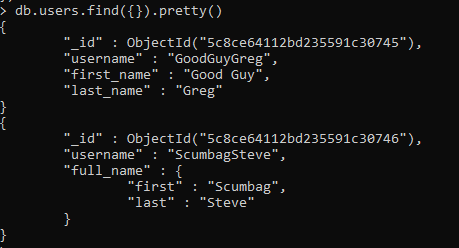 > db.users.find({}).pretty()
{
"_id" : ObjectId("5c8ce64112bd235591c30745"),
"username" : "GoodGuyGreg",
"first_name" : "Good Guy",
"last_name" : "Greg"
}
{
"_id" : ObjectId("5c8ce64112bd235591c30746"),
"username" : "ScumbagSteve",
"full_name" : {
"first" : "Scumbag",
"last" : "Steve"
}
}